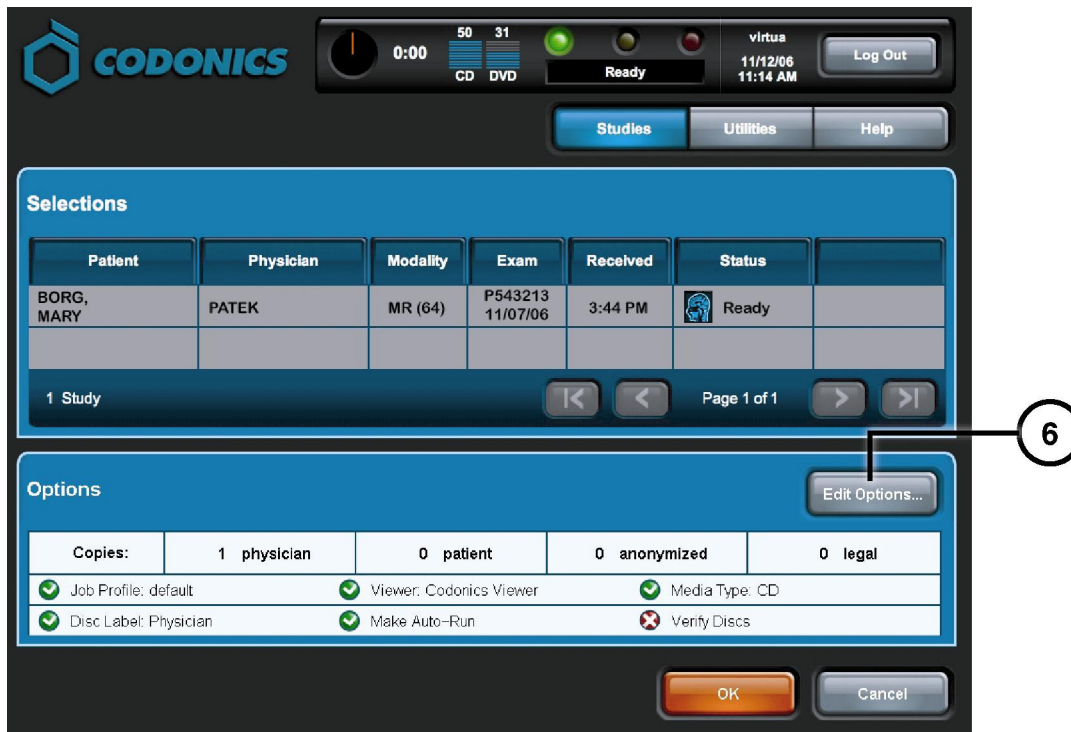 CODONICS
0:00
50 31
CD DVD
Ready
virtua
11/12/06
11:14 AM
Log Out
Studies Utilities Help
Selections
Patient Physician Modality Exam Received Status
BORG,
MARY
PATEK MR (64)
P543213
11/07/06
3:44 PM Ready
1 Study Page 1 of 1
6
Options Edit Options...
Copies: 1 physician 0 patient 0 anonymized 0 legal
Job Profile: default Viewer: Codonics Viewer Media Type: CD
Disc Label: Physician Make Auto-Run Verify Discs
OK Cancel